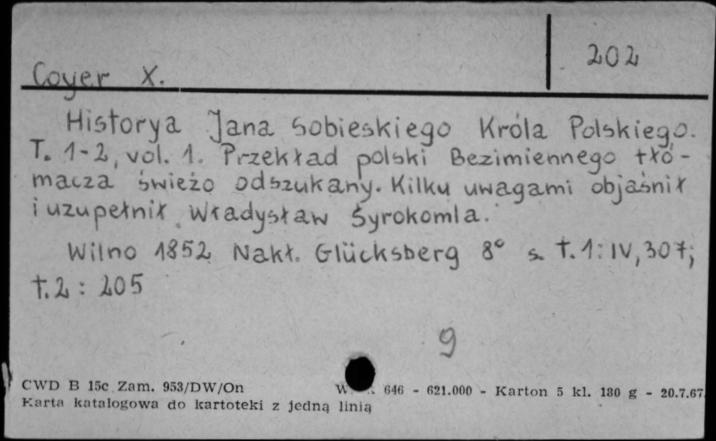 202
Coyer X.
Historya Jana Sobieskiego Króla Polskiego.
T. 1-2, vol. 1. Przekład polski Bezimiennego tłó-
macza świeżo odszukany. Kilku uwagami objaśnił
i uzupełnił Władysław Syrokomla.
Wilno 1852 Nakł. Glücksberg 8° s. t.1: IV, 307;
t.2: 205
9
CWD B 15c Zam. 953/DW/On 646 - 621.000 - Karton 5 kl. 180 g - 20.7.67
Karta katalogowa do kartoteki z jedną linią